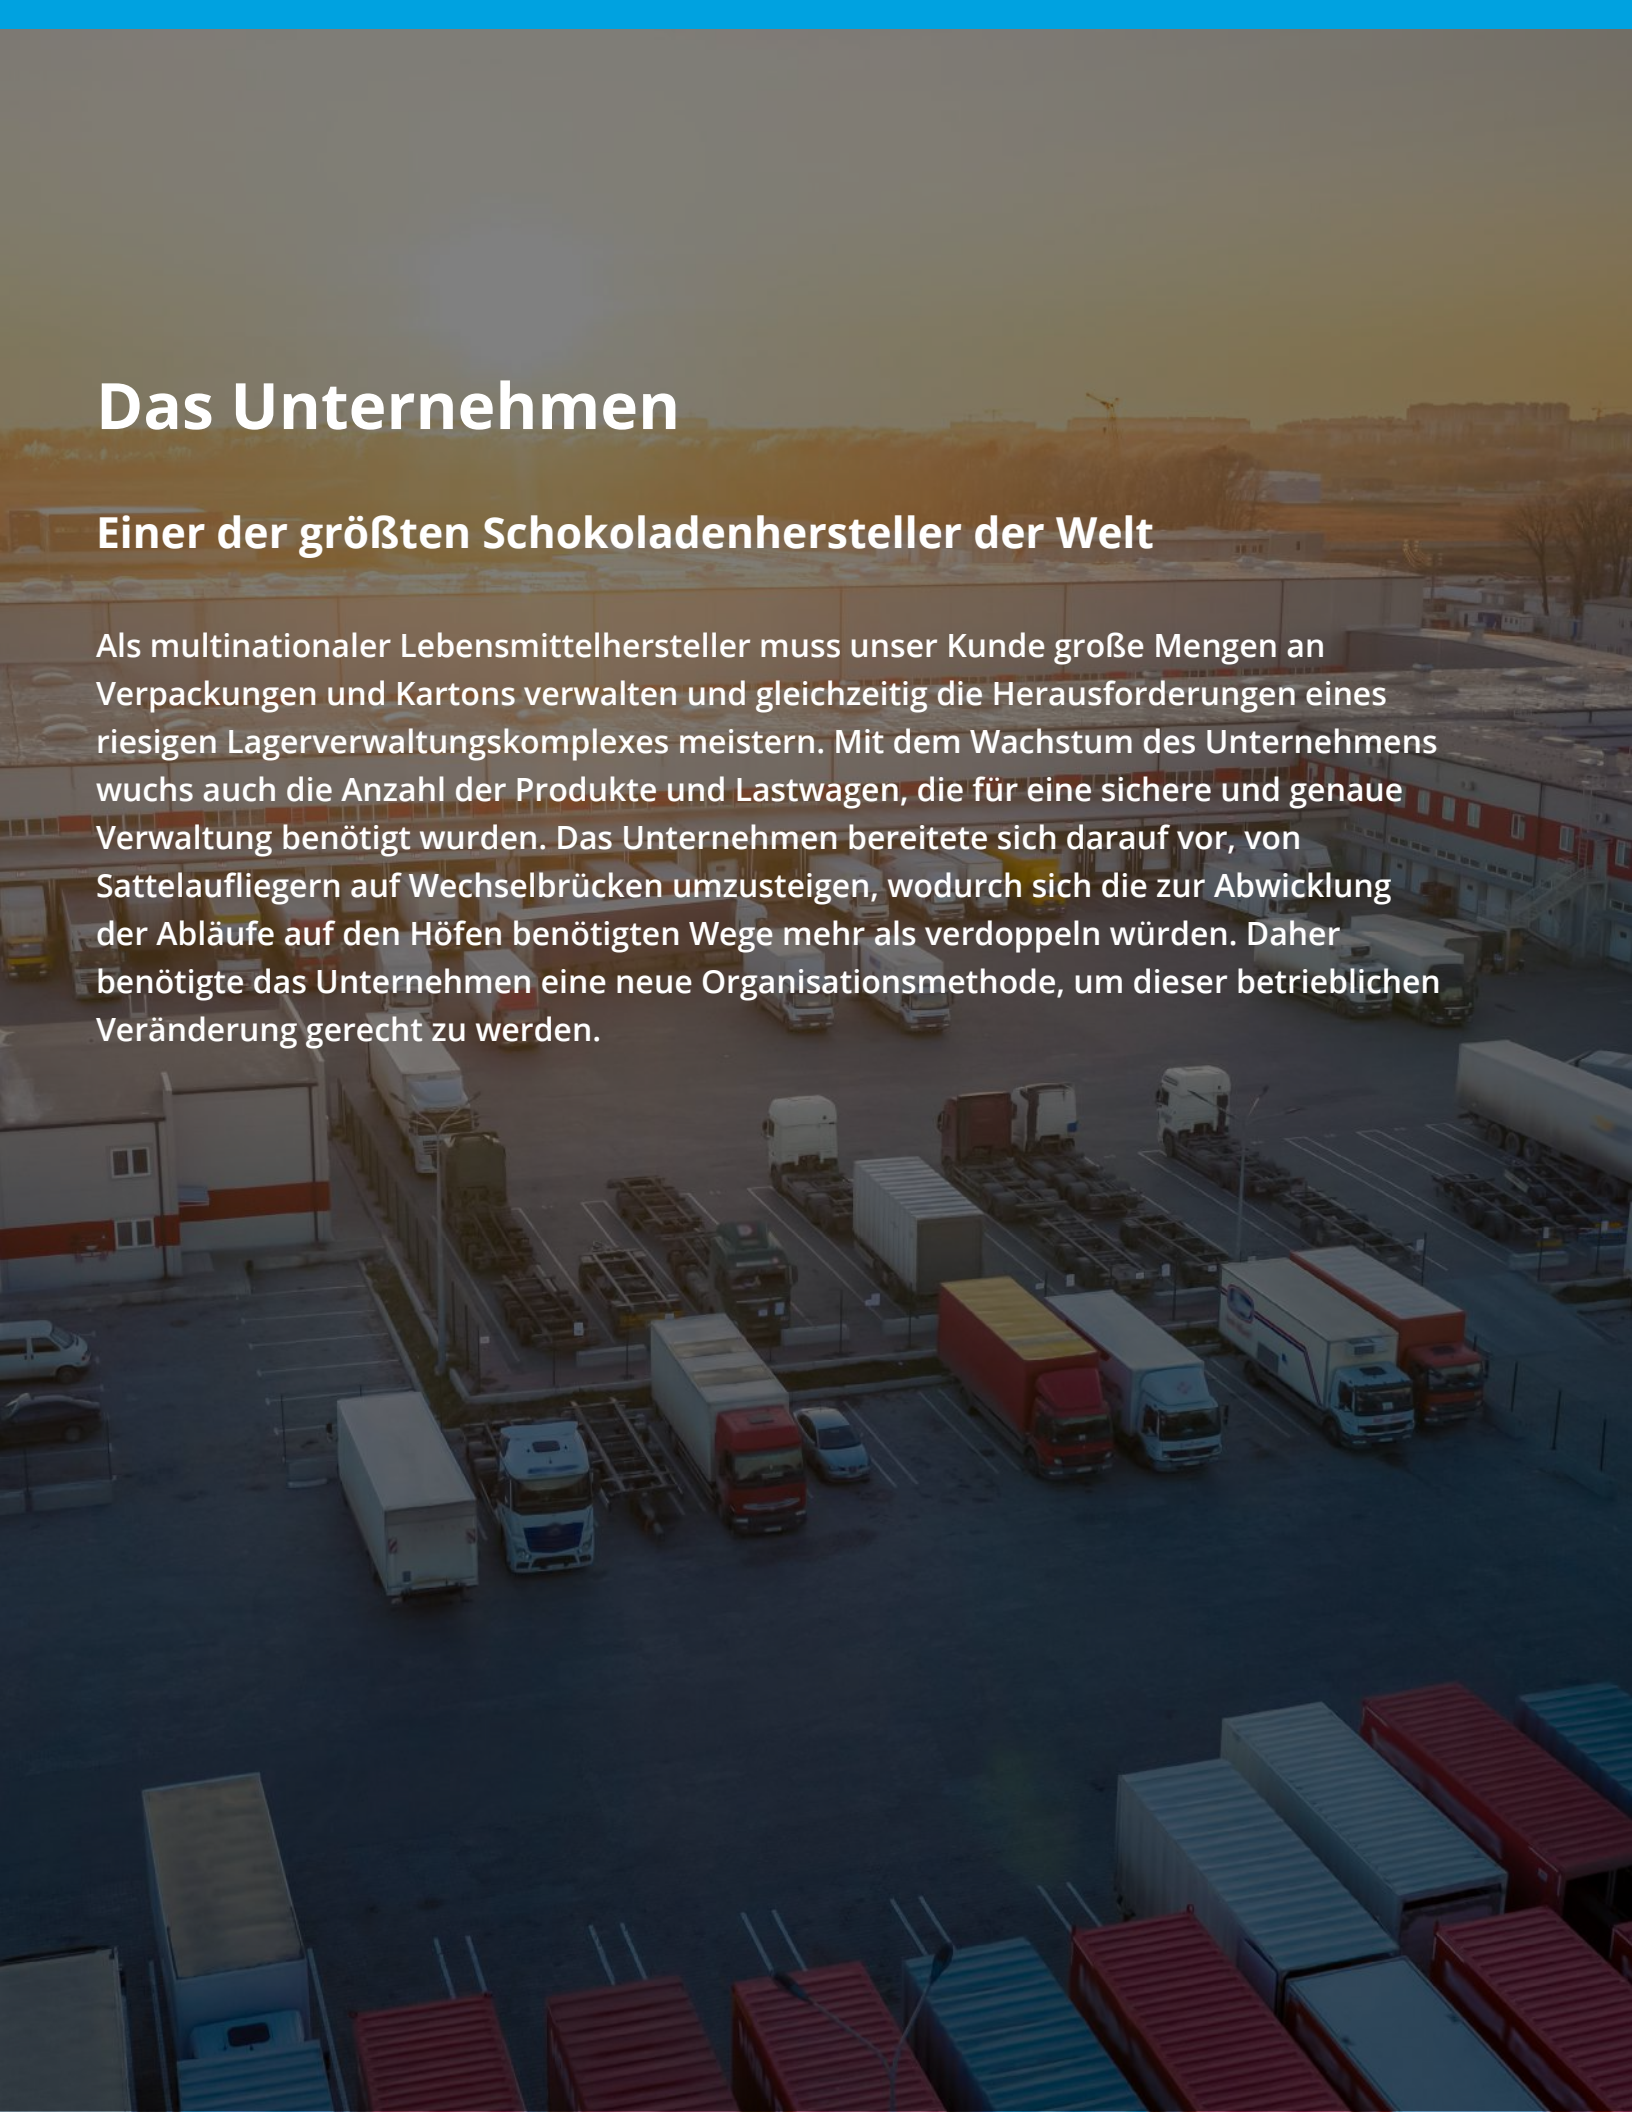 Das Unternehmen
Einer der größten Schokoladenhersteller der Welt
Als multinationaler Lebensmittelhersteller muss unser Kunde große Mengen an
Verpackungen und Kartons verwalten und gleichzeitig die Herausforderungen eines
riesigen Lagerverwaltungskomplexes meistern. Mit dem Wachstum des Unternehmens
wuchs auch die Anzahl der Produkte und Lastwagen, die für eine sichere und genaue
Verwaltung benötigt wurden. Das Unternehmen bereitete sich darauf vor, von
Sattelaufliegern auf Wechselbrücken umzusteigen, wodurch sich die zur Abwicklung
der Abläufe auf den Höfen benötigten Wege mehr als verdoppeln würden. Daher
benötigte das Unternehmen eine neue Organisationsmethode, um dieser betrieblichen
Veränderung gerecht zu werden.